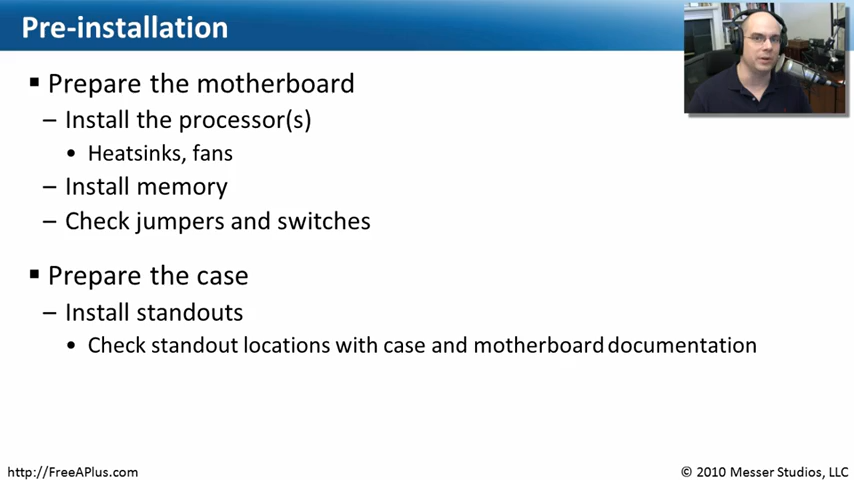 Pre-installation
▪ Prepare the motherboard
– Install the processor(s)
• Heatsinks, fans
– Install memory
– Check jumpers and switches
▪ Prepare the case
– Install standouts
• Check standout locations with case and motherboard documentation
http://FreeAPlus.com
© 2010 Messer Studios, LLC